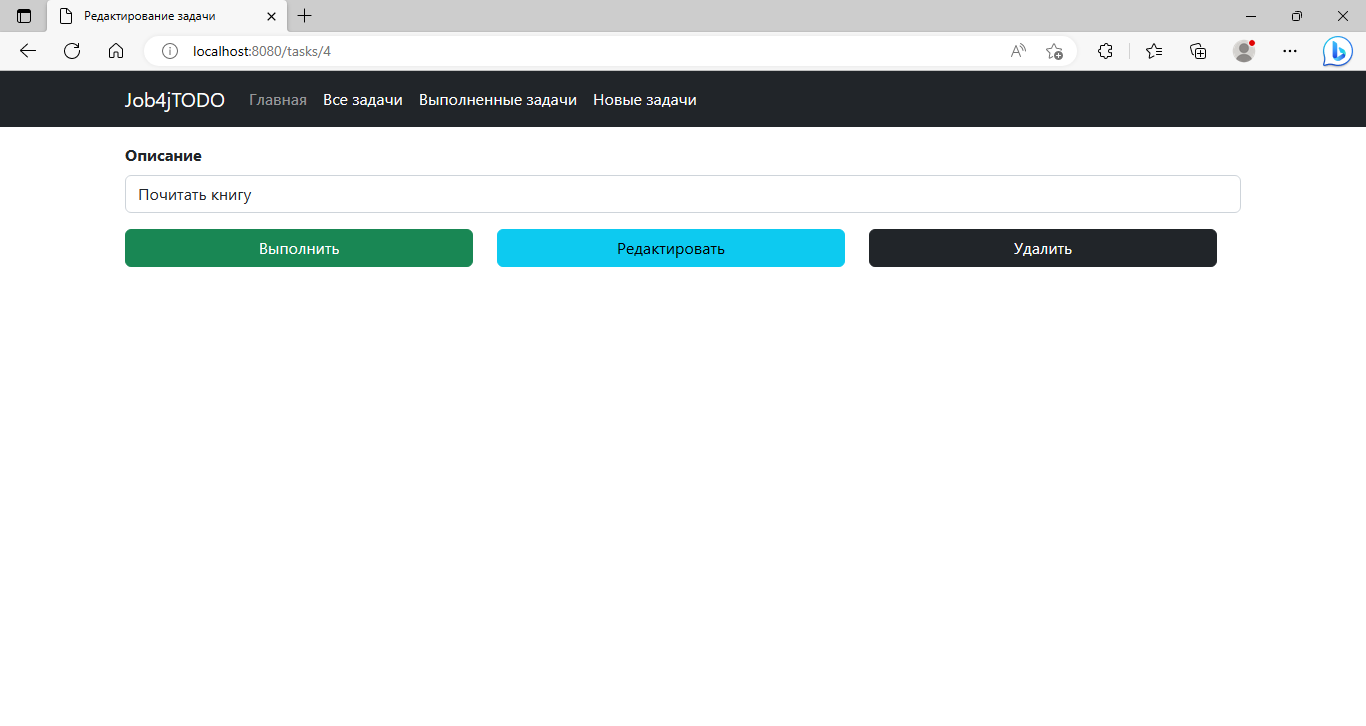 Редактирование задачи
localhost:8080/tasks/4
Job4jTODO Главная Все задачи Выполненные задачи Новые задачи
Описание
Почитать книгу
Выполнить Редактировать Удалить